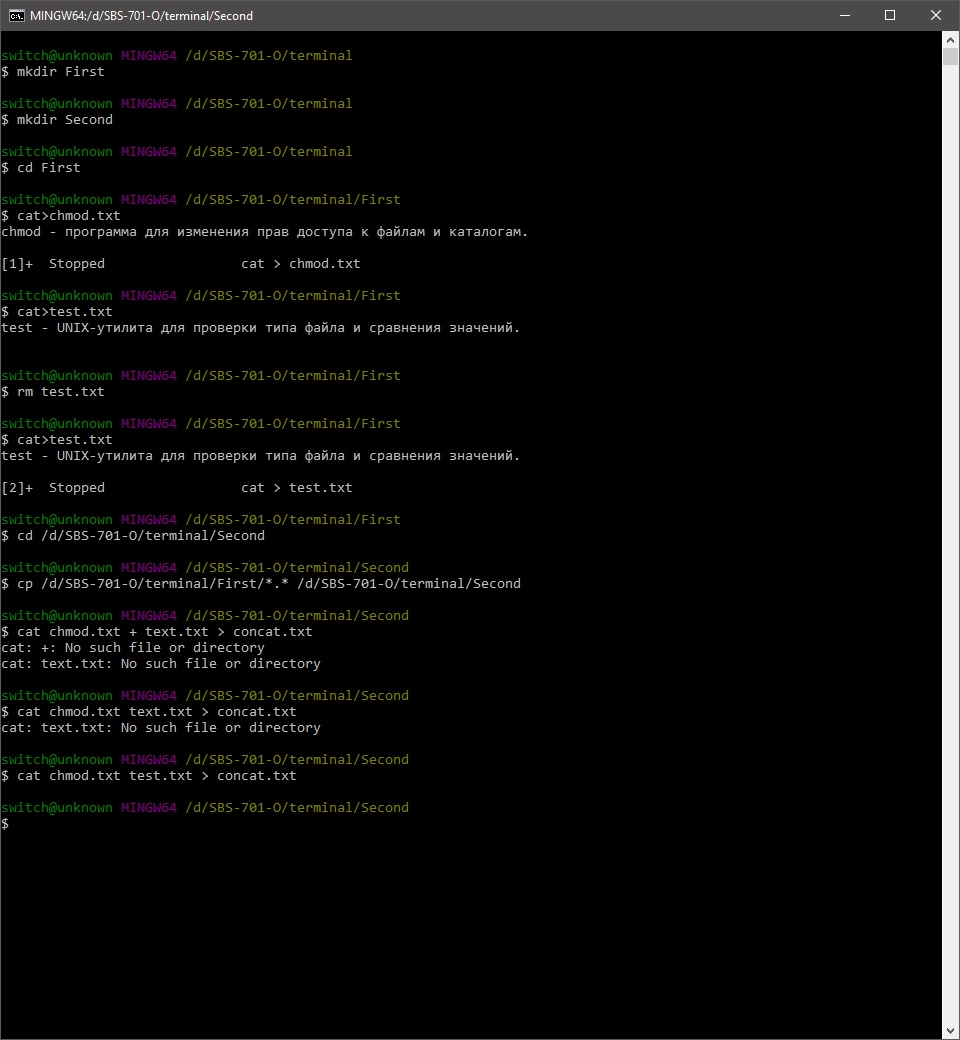 MINGW64:/d/SBS-701-O/terminal/Second
switch@unknown MINGW64 /d/SBS-701-O/terminal
$ mkdir First
switch@unknown MINGW64 /d/SBS-701-O/terminal
$ mkdir Second
switch@unknown MINGW64 /d/SBS-701-O/terminal
$ cd First
switch@unknown MINGW64 /d/SBS-701-O/terminal/First
$ cat>chmod.txt
chmod - программа для изменения прав доступа к файлам и каталогам.
[1]+  Stopped                 cat > chmod.txt
switch@unknown MINGW64 /d/SBS-701-O/terminal/First
$ cat>test.txt
test - UNIX-утилита для проверки типа файла и сравнения значений.
switch@unknown MINGW64 /d/SBS-701-O/terminal/First
$ rm test.txt
switch@unknown MINGW64 /d/SBS-701-O/terminal/First
$ cat>test.txt
test - UNIX-утилита для проверки типа файла и сравнения значений.
[2]+  Stopped                 cat > test.txt
switch@unknown MINGW64 /d/SBS-701-O/terminal/First
$ cd /d/SBS-701-O/terminal/Second
switch@unknown MINGW64 /d/SBS-701-O/terminal/Second
$ cp /d/SBS-701-O/terminal/First/*.* /d/SBS-701-O/terminal/Second
switch@unknown MINGW64 /d/SBS-701-O/terminal/Second
$ cat chmod.txt + text.txt > concat.txt
cat: +: No such file or directory
cat: text.txt: No such file or directory
switch@unknown MINGW64 /d/SBS-701-O/terminal/Second
$ cat chmod.txt text.txt > concat.txt
cat: text.txt: No such file or directory
switch@unknown MINGW64 /d/SBS-701-O/terminal/Second
$ cat chmod.txt test.txt > concat.txt
switch@unknown MINGW64 /d/SBS-701-O/terminal/Second
$